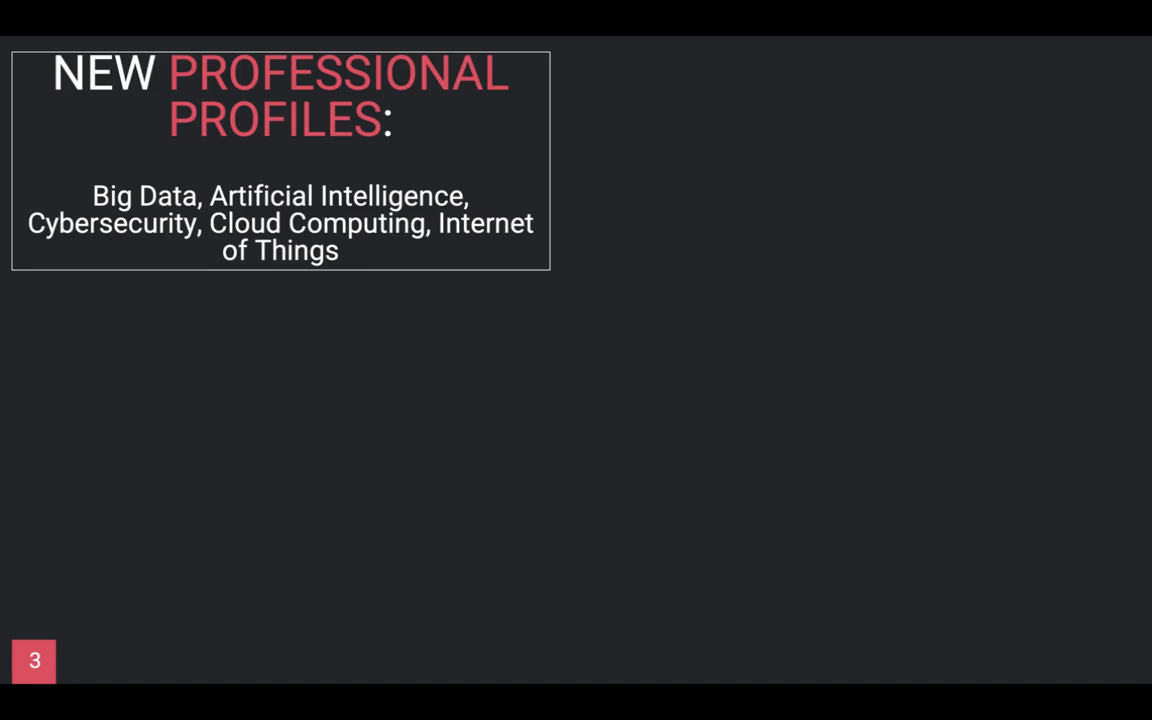 NEW PROFESSIONAL
PROFILES:
Big Data, Artificial Intelligence,
Cybersecurity, Cloud Computing, Internet
of Things
3